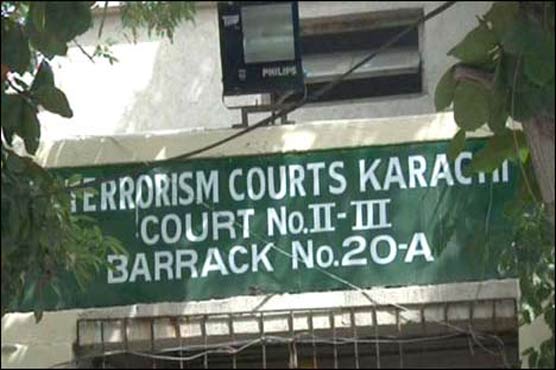 PHILIPS
TERRORISM COURTS KARACHI
COURT No.II-III
BARRACK No.20-A